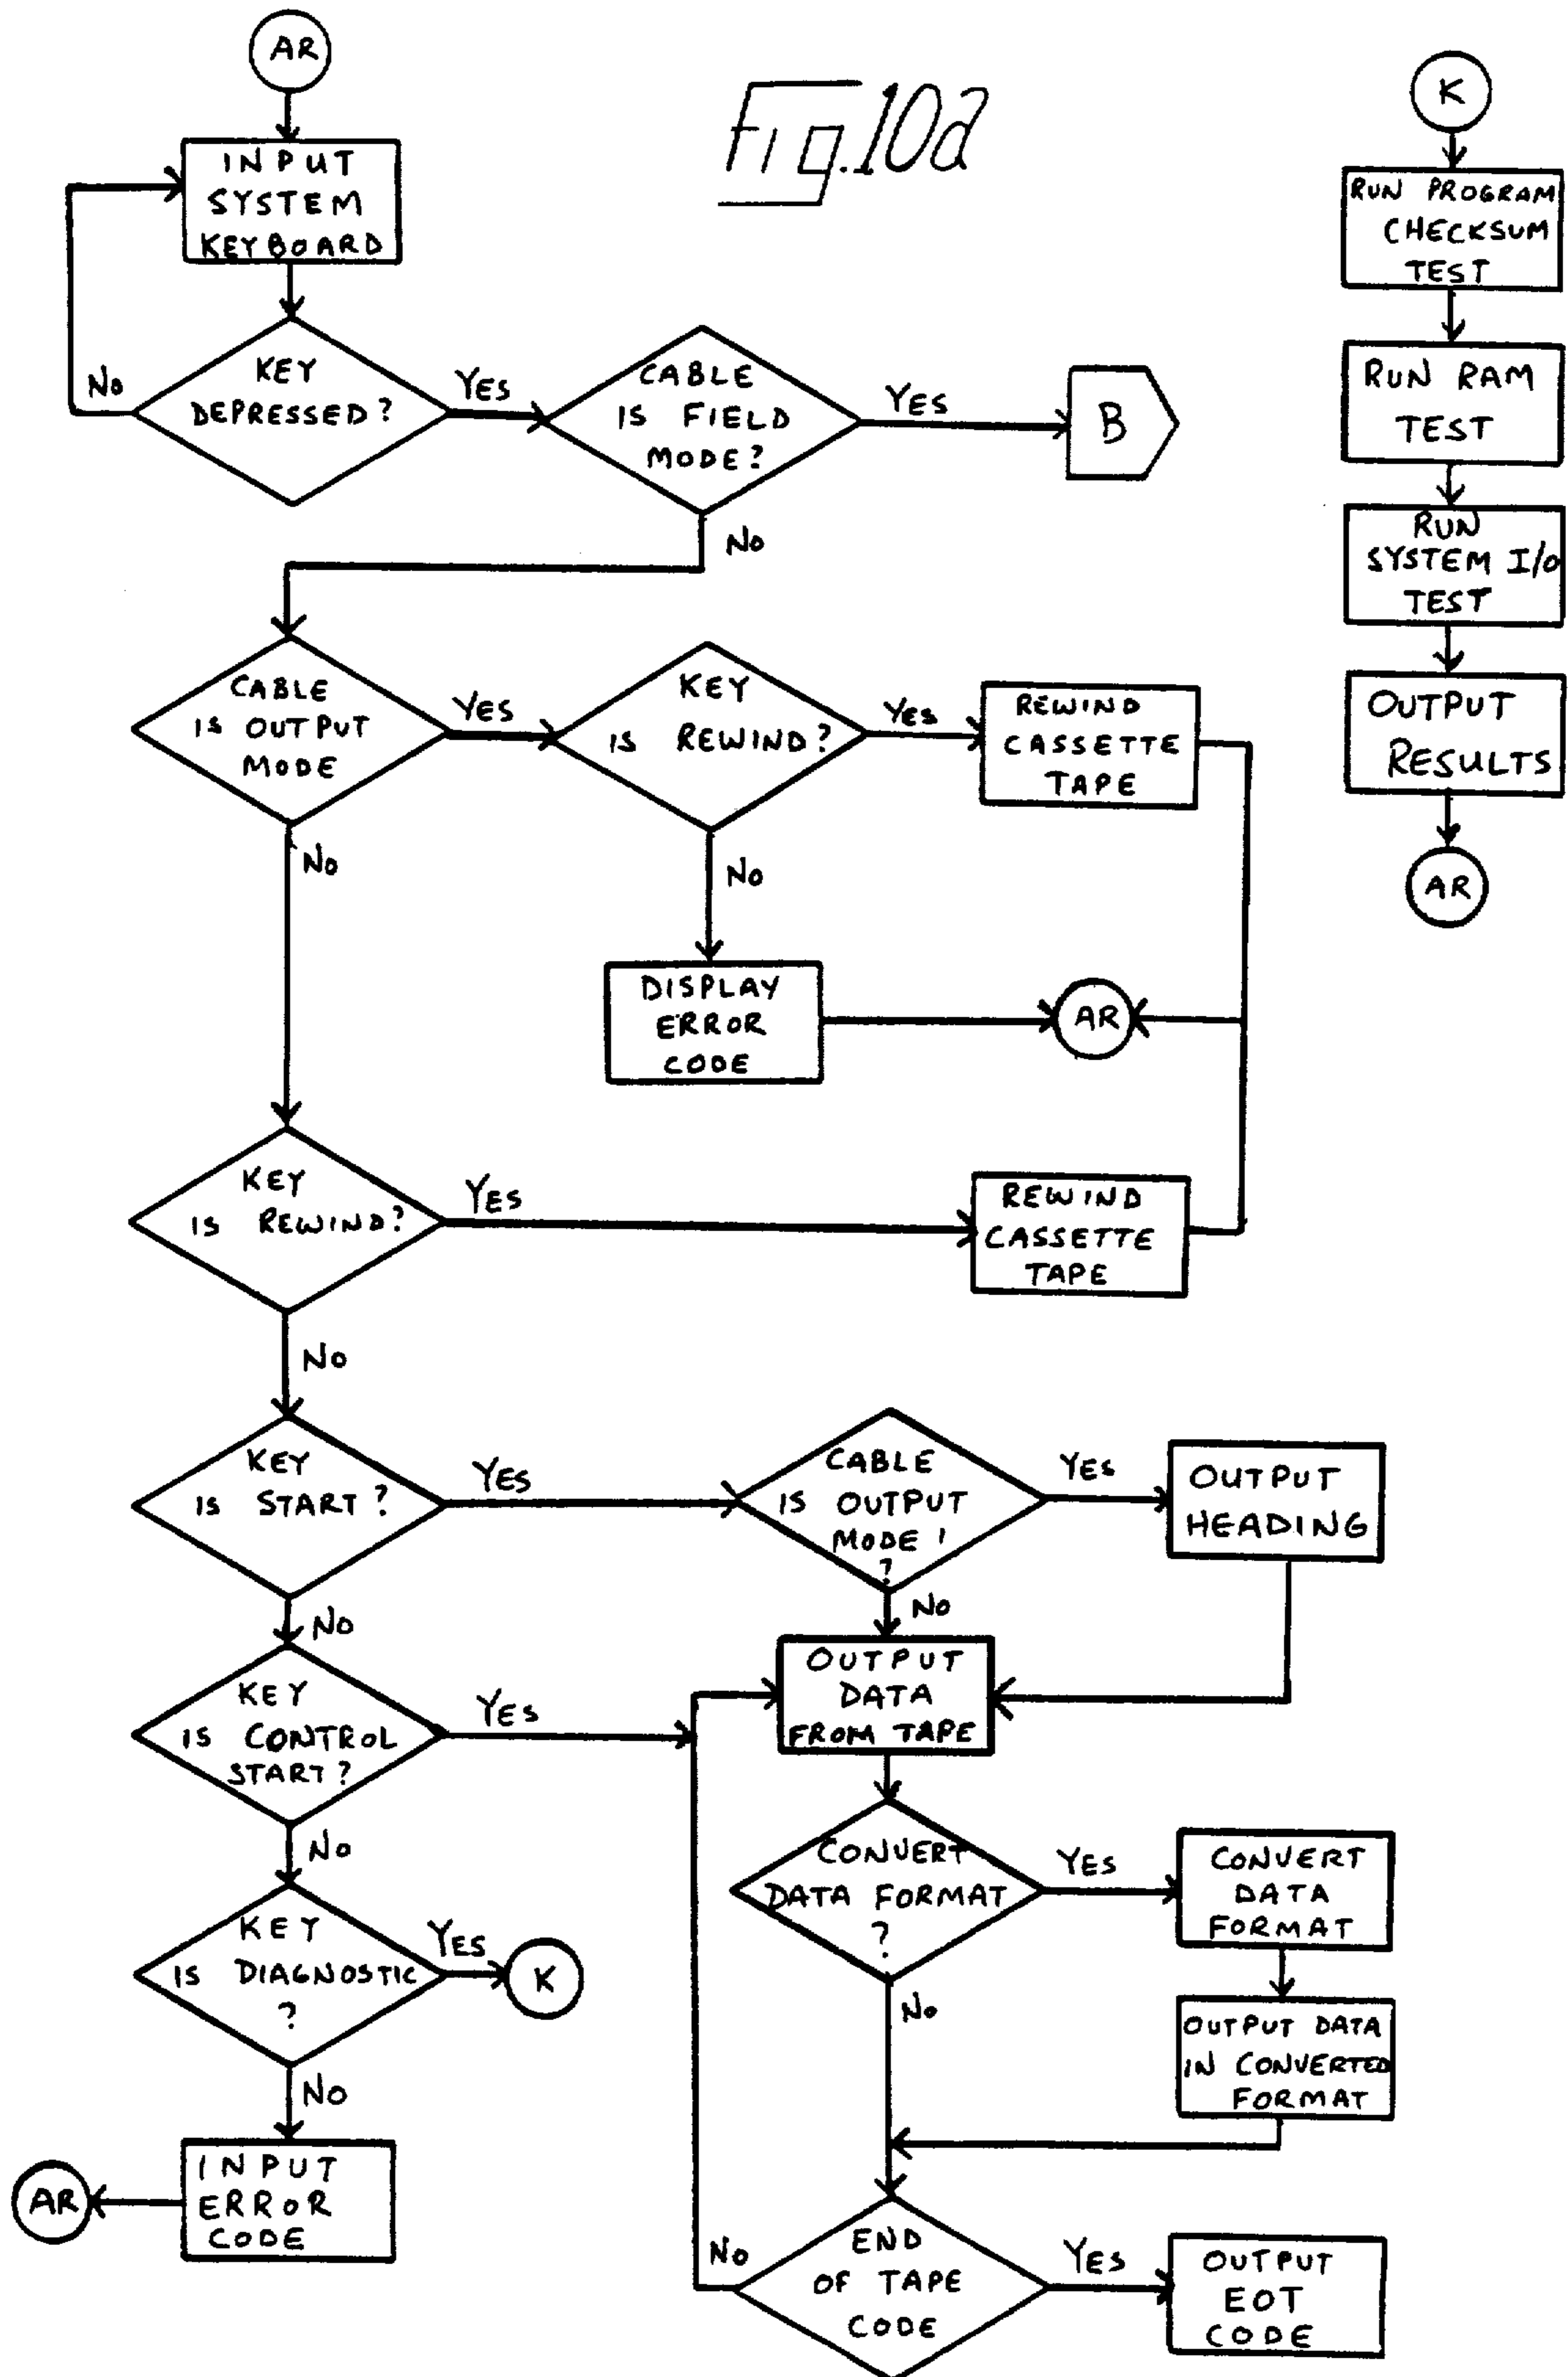 AR
Fig.10a
K
INPUT
SYSTEM
KEYBOARD
RUN PROGRAM
CHECKSUM
TEST
KEY
DEPRESSED?
No
YES
CABLE
IS FIELD
MODE?
YES
B
No
RUN RAM
TEST
RUN
SYSTEM I/O
TEST
OUTPUT
RESULTS
AR
CABLE
IS OUTPUT
MODE
YES
KEY
IS REWIND?
YES
REWIND
CASSETTE
TAPE
No
No
DISPLAY
ERROR
CODE
AR
KEY
IS REWIND?
YES
REWIND
CASSETTE
TAPE
No
KEY
IS START?
YES
CABLE
IS OUTPUT
MODE 1
?
YES
OUTPUT
HEADING
No
No
OUTPUT
DATA
FROM TAPE
KEY
IS CONTROL
START?
YES
No
CONVERT
DATA FORMAT
?
YES
CONVERT
DATA
FORMAT
No
OUTPUT DATA
IN CONVERTED
FORMAT
KEY
IS DIAGNOSTIC
?
YES
K
No
INPUT
ERROR
CODE
AR
END
OF TAPE
CODE
No
YES
OUTPUT
EOT
CODE